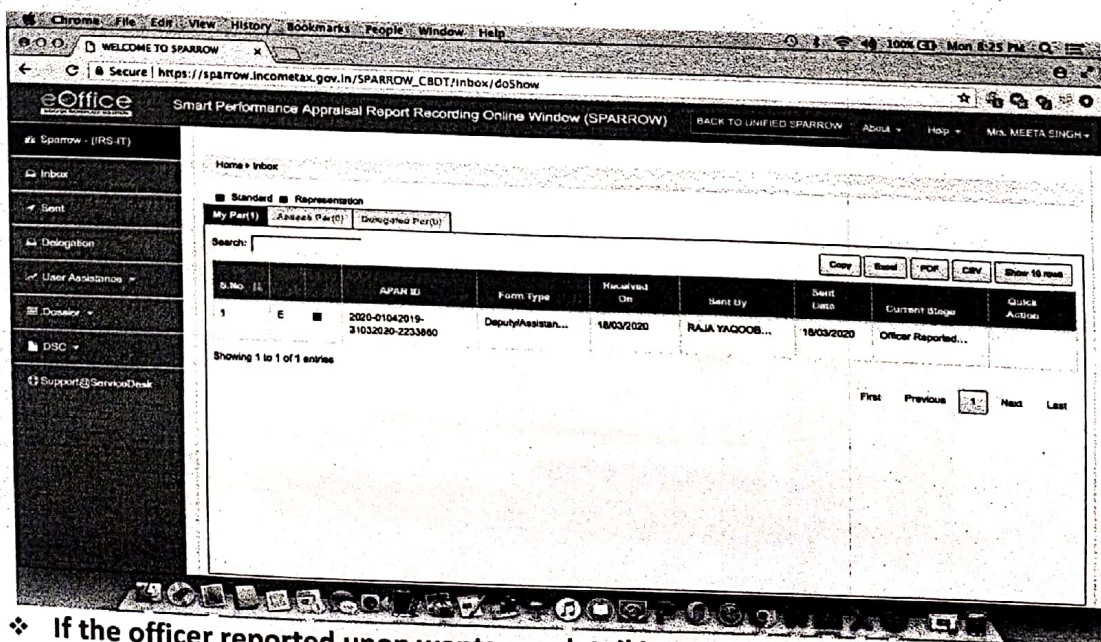 Chrome File Edit View History Bookmarks People Window Help 100% Mon 8:25 PM
WELCOME TO SPARROW
Secure | https://sparrow.incometax.gov.in/SPARROW_CBDT/inbox/doShow
eOffice
Smart Performance Appraisal Report Recording Online Window (SPARROW) BACK TO UNIFIED SPARROW About Help Mrs. MEETA SINGH
Sparrow - (IRS-IT)
Inbox
Sent
Delegation
User Assistance
Dossier
DSC
Support@ServiceDesk
Home Inbox
Standard Representation
My Par(1) Assess Par(0) Delegated Par(0)
Search:
Copy Excel PDF CSV Show 10 rows
S.No. APAR ID Form Type Received On Sent By Sent Date Current Stage Quick Action
1 E 2020-01042019-31032020-2233860 Deputy/Assistan... 18/03/2020 RAJA YAQOOB... 18/03/2020 Officer Reported...
Showing 1 to 1 of 1 entries
First Previous 1 Next Last
If the officer reported upon wants